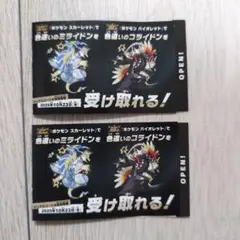 『ポケモン スカーレット』で
色違いのミライドンを
『ポケモン バイオレット』で
色違いのコライドンを
受け取れる!
OPEN!
『ポケモン スカーレット』で
色違いのミライドンを
『ポケモン バイオレット』で
色違いのコライドンを
受け取れる!
OPEN!